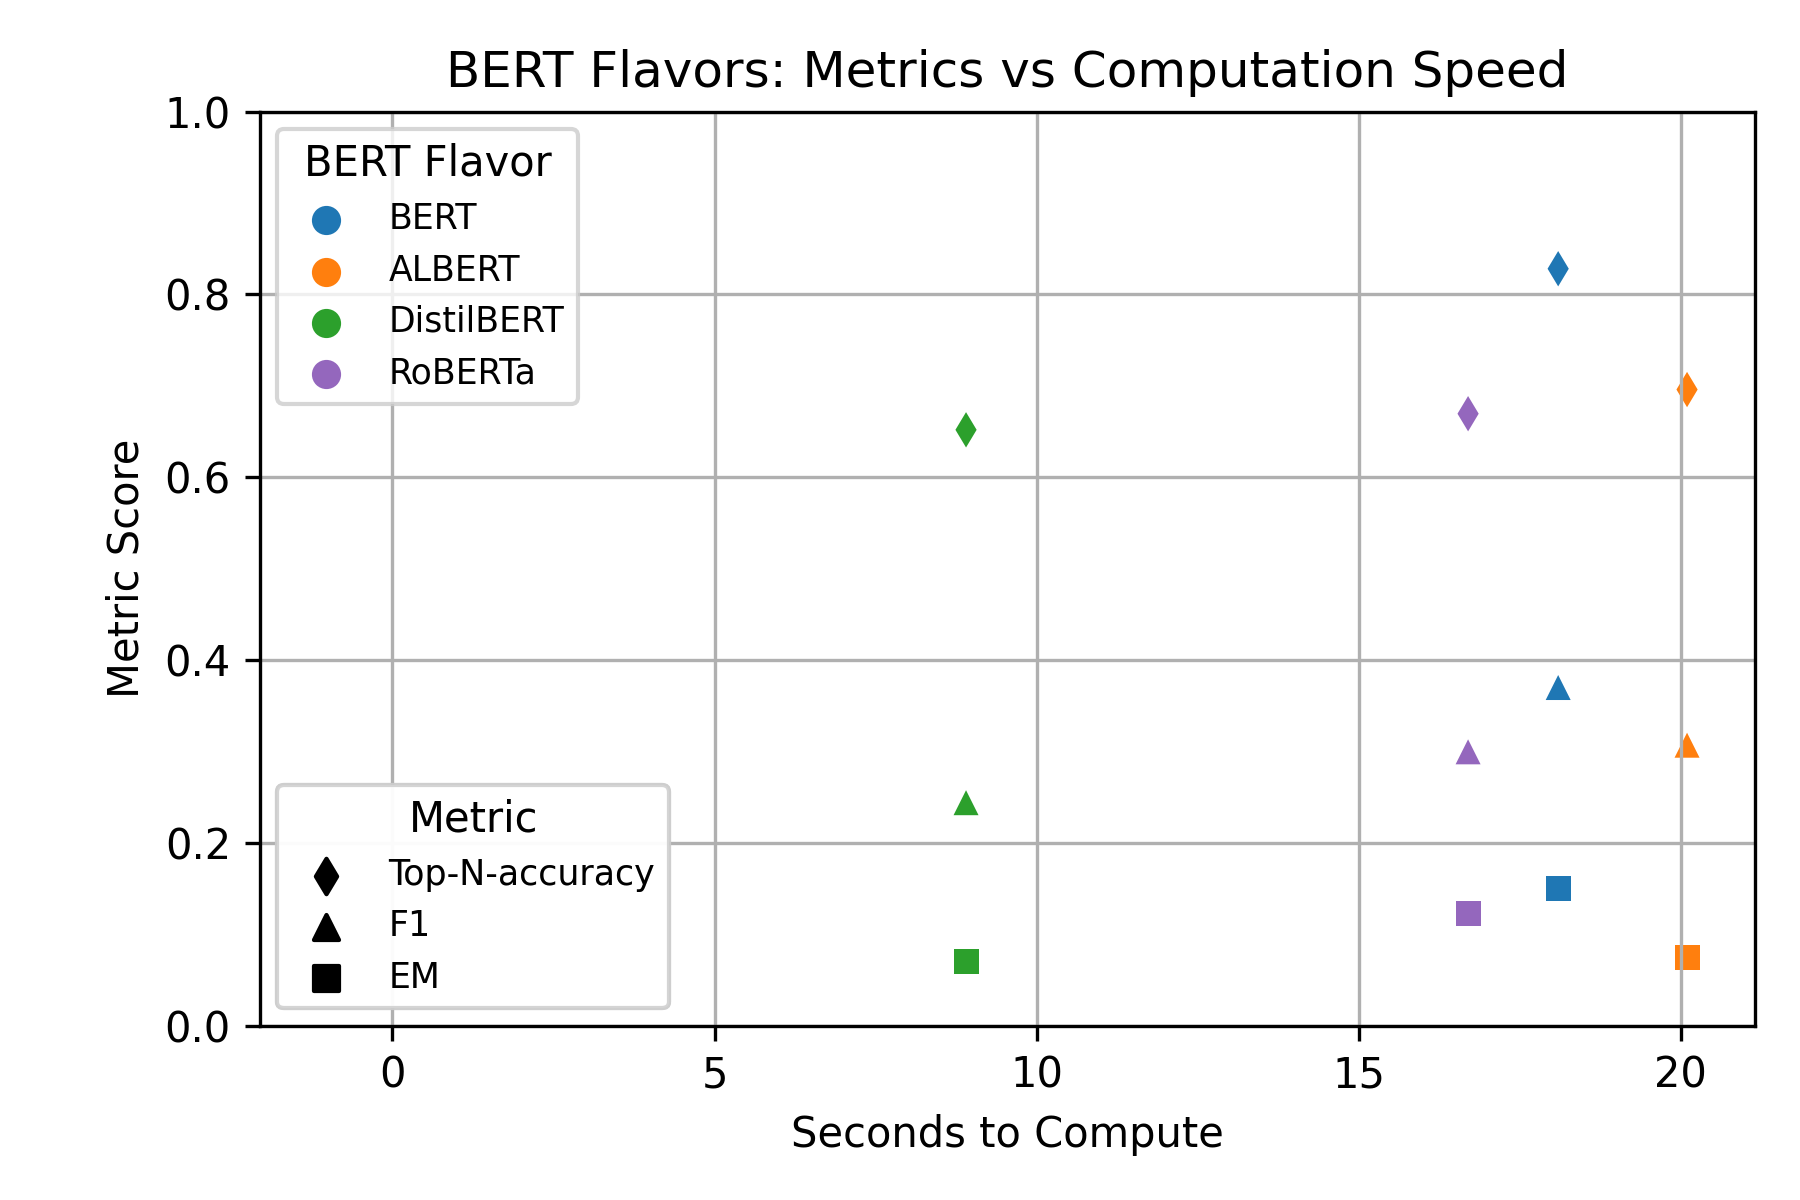 BERT Flavors: Metrics vs Computation Speed
1.0
0.8
0.6
0.4
0.2
0.0
Metric Score
BERT Flavor
BERT
ALBERT
DistilBERT
RoBERTa
Metric
Top-N-accuracy
F1
EM
0 5 10 15 20
Seconds to Compute